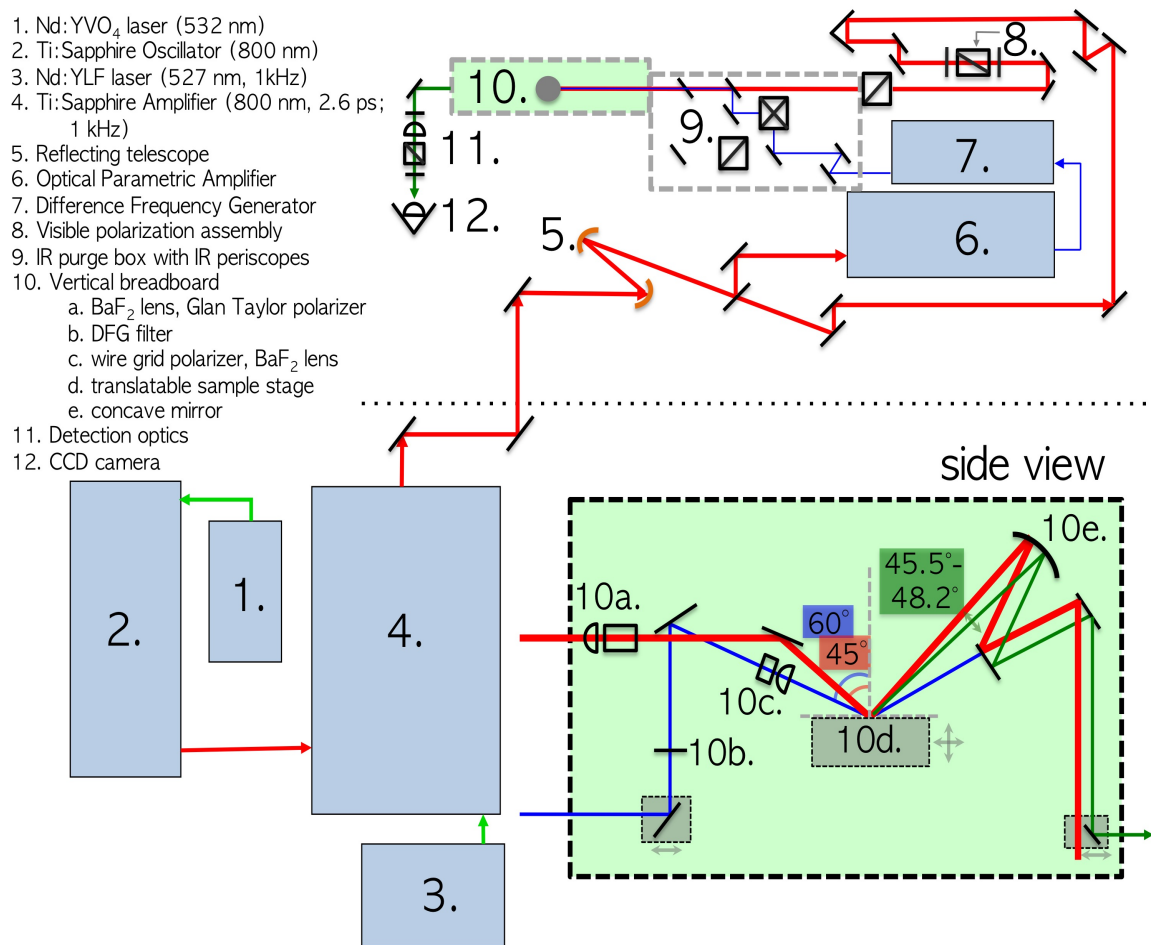 1. Nd:YVO₄ laser (532 nm)
2. Ti:Sapphire Oscillator (800 nm)
3. Nd:YLF laser (527 nm, 1kHz)
4. Ti:Sapphire Amplifier (800 nm, 2.6 ps;
1 kHz)
5. Reflecting telescope
6. Optical Parametric Amplifier
7. Difference Frequency Generator
8. Visible polarization assembly
9. IR purge box with IR periscopes
10. Vertical breadboard
a. BaF₂ lens, Glan Taylor polarizer
b. DFG filter
c. wire grid polarizer, BaF₂ lens
d. translatable sample stage
e. concave mirror
11. Detection optics
12. CCD camera
8.
10.
9.
11.
7.
12.
5.
6.
side view
1.
2.
4.
3.
10e.
45.5°-
48.2°
10a.
60°
45°
10c.
10d.
10b.